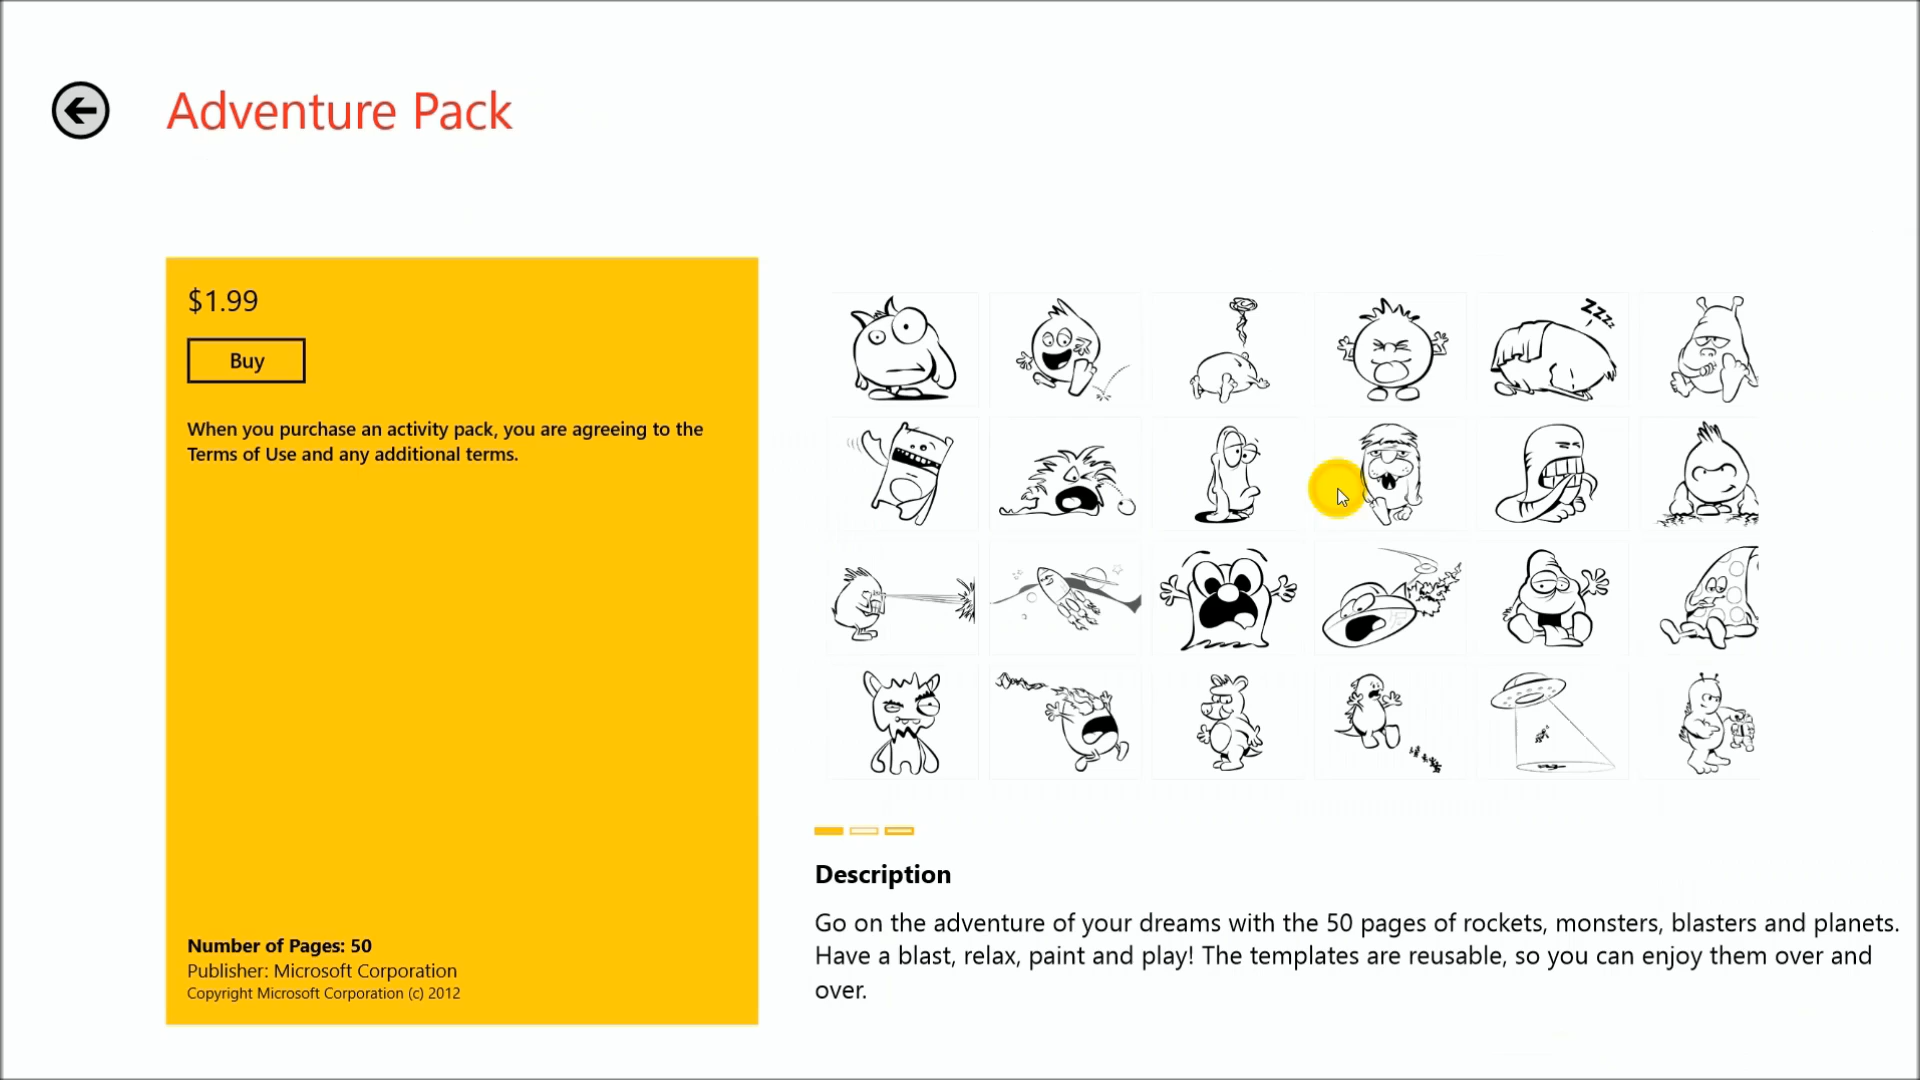 Adventure Pack
$1.99
Buy
When you purchase an activity pack, you are agreeing to the
Terms of Use and any additional terms.
Number of Pages: 50
Publisher: Microsoft Corporation
Copyright Microsoft Corporation (c) 2012
ZZZz
Description
Go on the adventure of your dreams with the 50 pages of rockets, monsters, blasters and planets.
Have a blast, relax, paint and play! The templates are reusable, so you can enjoy them over and
over.